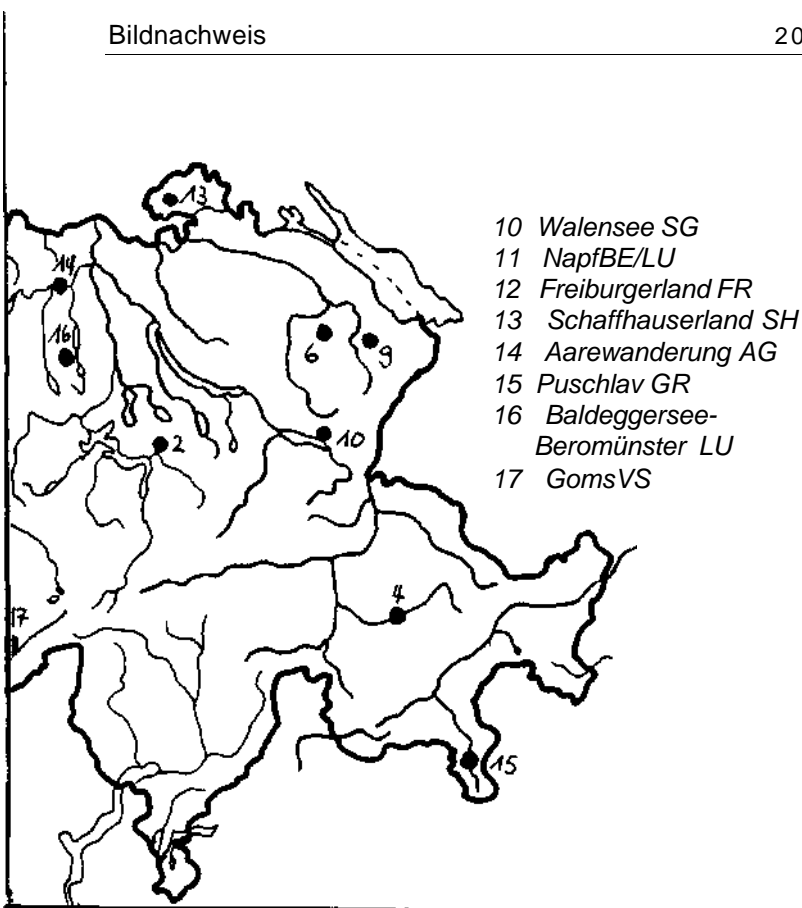 Bildnachweis 20
10 Walensee SG
11 NapfBE/LU
12 Freiburgerland FR
13 Schaffhauserland SH
14 Aarewanderung AG
15 Puschlav GR
16 Baldeggersee-
Beromünster LU
17 GomsVS
13
14
16
6
9
2
10
4
17
15